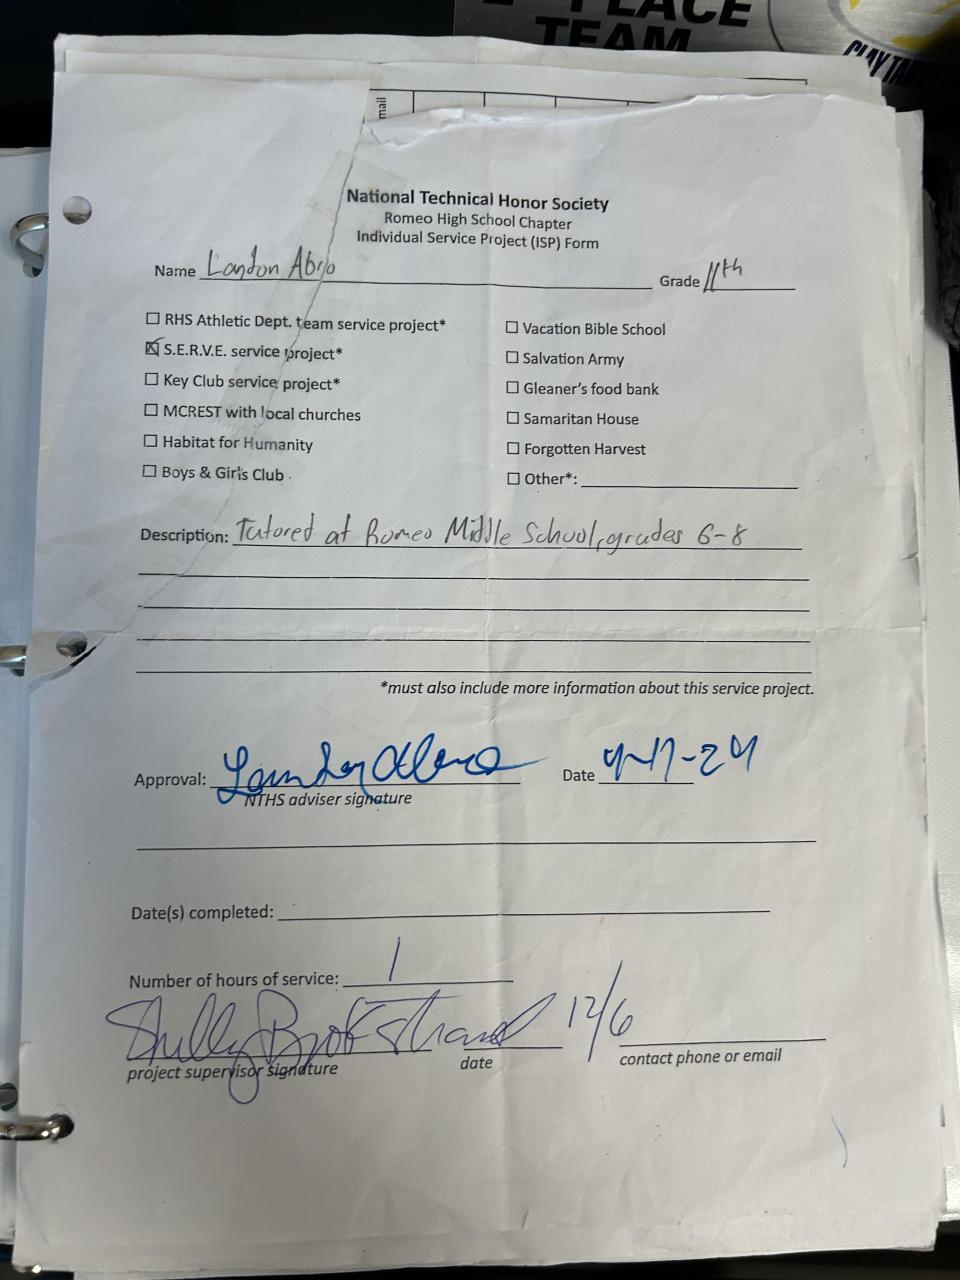 PLACE
TEAM
CLAY TARGET
mail
National Technical Honor Society
Romeo High School Chapter
Individual Service Project (ISP) Form
Name Landon Abro Grade 11th
☐ RHS Athletic Dept. team service project*
☒ S.E.R.V.E. service project*
☐ Key Club service project*
☐ MCREST with local churches
☐ Habitat for Humanity
☐ Boys & Girls Club
☐ Vacation Bible School
☐ Salvation Army
☐ Gleaner's food bank
☐ Samaritan House
☐ Forgotten Harvest
☐ Other*:
Description: Tutored at Romeo Middle School, grades 6-8
*must also include more information about this service project.
Approval: Date 4-17-24
NTHS adviser signature
Date(s) completed:
Number of hours of service: 1
Shelly 12/6
project supervisor signature date contact phone or email